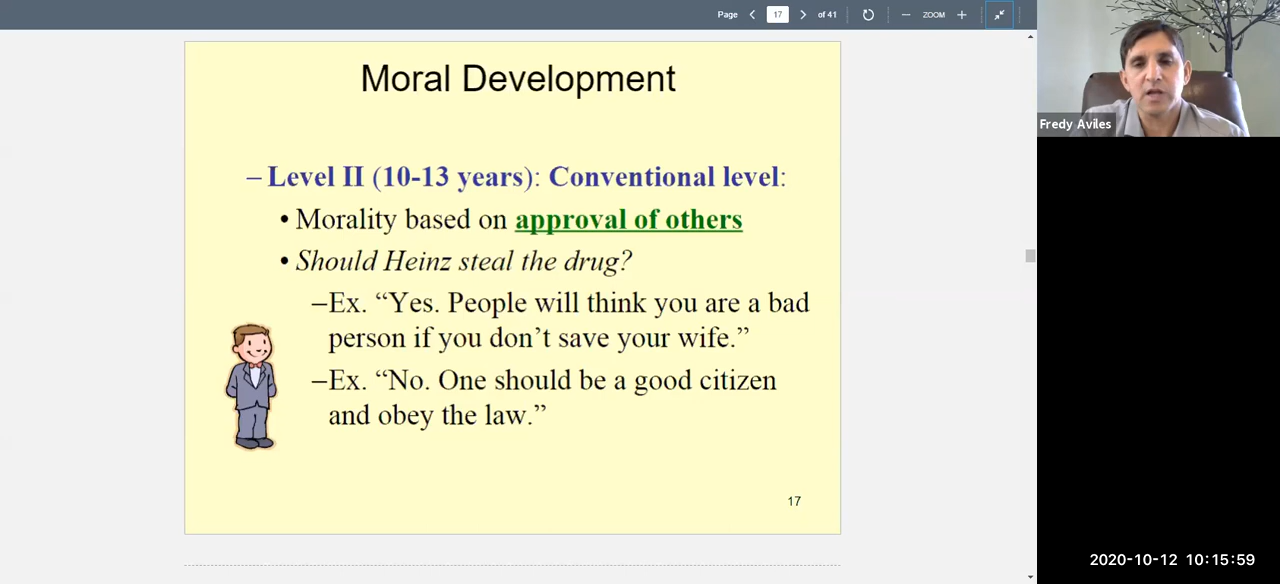 Page 17 of 41 ZOOM
Moral Development
– Level II (10-13 years): Conventional level:
• Morality based on approval of others
• Should Heinz steal the drug?
–Ex. “Yes. People will think you are a bad
person if you don’t save your wife.”
–Ex. “No. One should be a good citizen
and obey the law.”
17
Fredy Aviles
2020-10-12 10:15:59